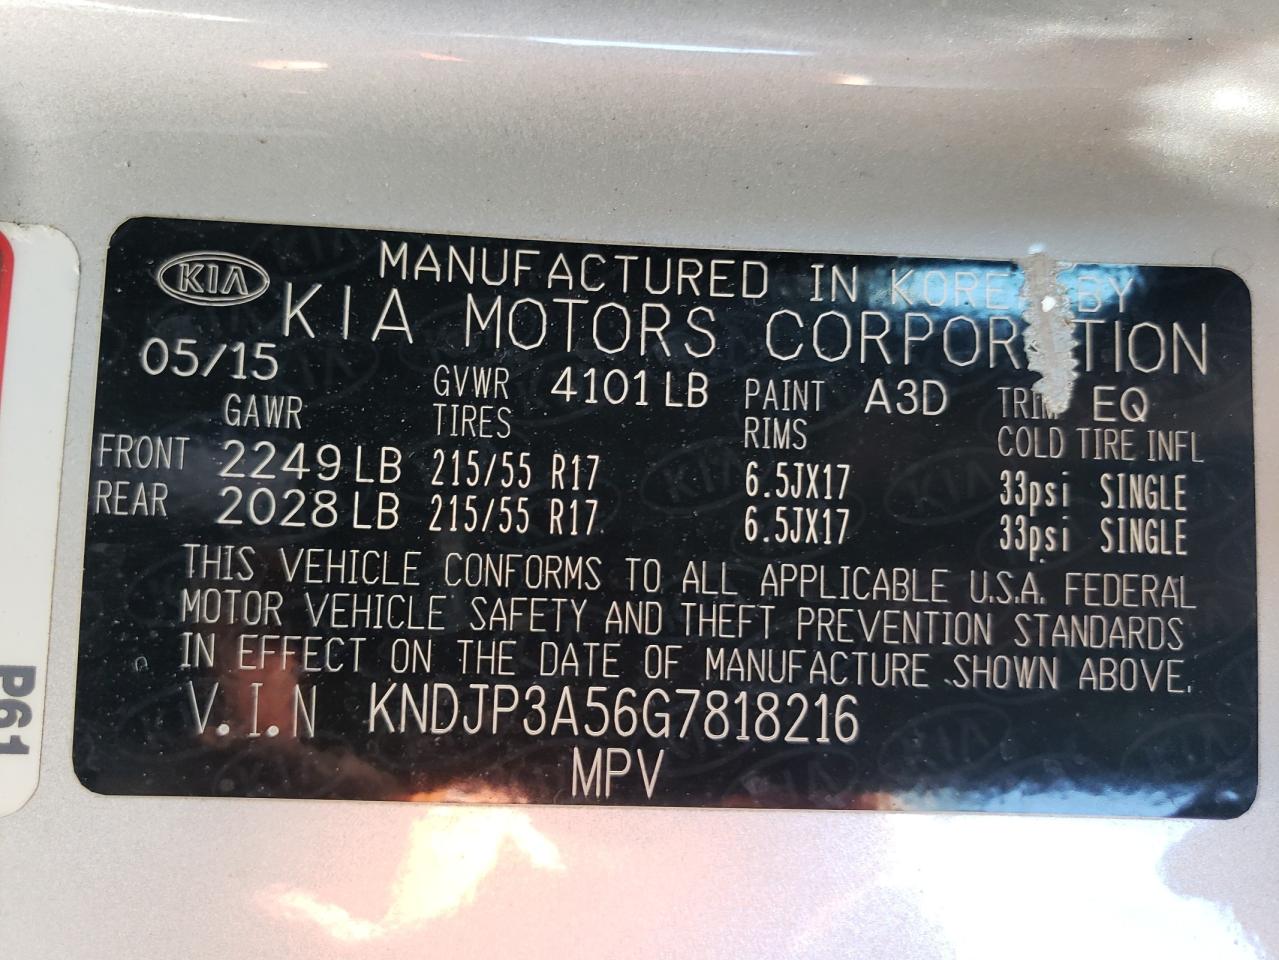 KIA
MANUFACTURED IN KOREA BY
KIA MOTORS CORPORATION
05/15
GVWR 4101 LB PAINT A3D TRIM EQ
GAWR TIRES RIMS COLD TIRE INFL
FRONT 2249 LB 215/55 R17 6.5JX17 33psi SINGLE
REAR 2028 LB 215/55 R17 6.5JX17 33psi SINGLE
THIS VEHICLE CONFORMS TO ALL APPLICABLE U.S.A. FEDERAL
MOTOR VEHICLE SAFETY AND THEFT PREVENTION STANDARDS
IN EFFECT ON THE DATE OF MANUFACTURE SHOWN ABOVE.
V.I.N KNDJP3A56G7818216
MPV
P61